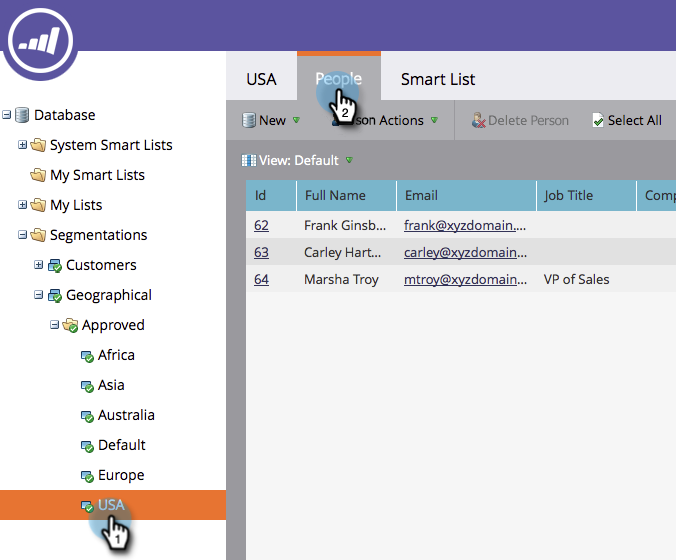 USA People Smart List
New Person Actions Delete Person Select All
View: Default
Id Full Name Email Job Title Comp
62 Frank Ginsb... frank@xyzdomain....
63 Carley Hart... carley@xyzdomain...
64 Marsha Troy mtroy@xyzdomain... VP of Sales
Database
System Smart Lists
My Smart Lists
My Lists
Segmentations
Customers
Geographical
Approved
Africa
Asia
Australia
Default
Europe
USA
1
2